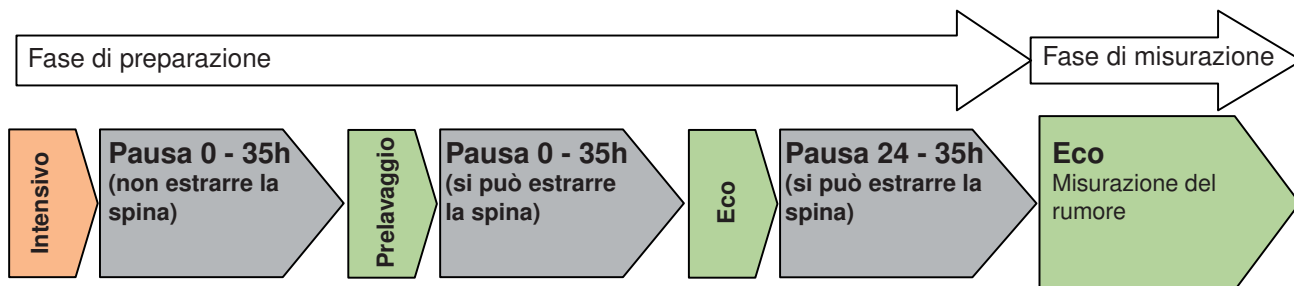 Fase di preparazione
Fase di misurazione
Intensivo
Pausa 0 - 35h
(non estrarre la
spina)
Prelavaggio
Pausa 0 - 35h
(si può estrarre
la spina)
Eco
Pausa 24 - 35h
(si può estrarre la
spina)
Eco
Misurazione del
rumore